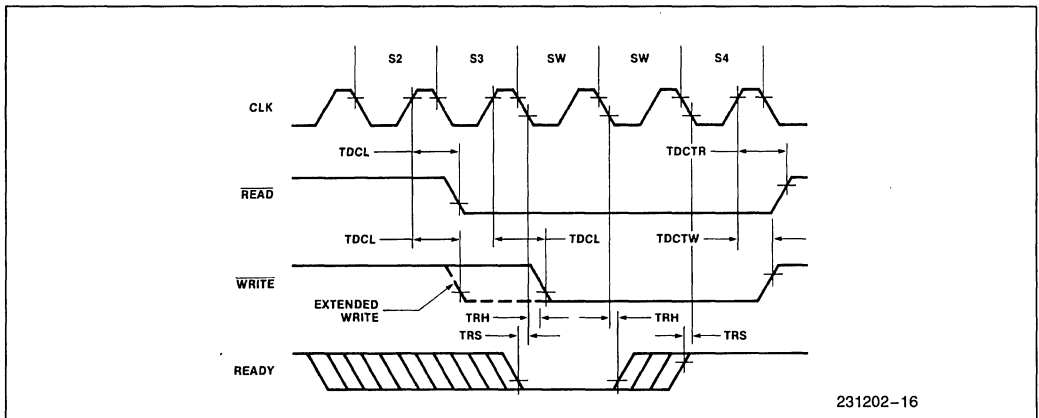 S2 S3 SW SW S4
CLK
TDCL TDCTR
READ
TDCL TDCL TDCTW
WRITE
EXTENDED
WRITE
TRH TRH
TRS TRS
READY
231202–16